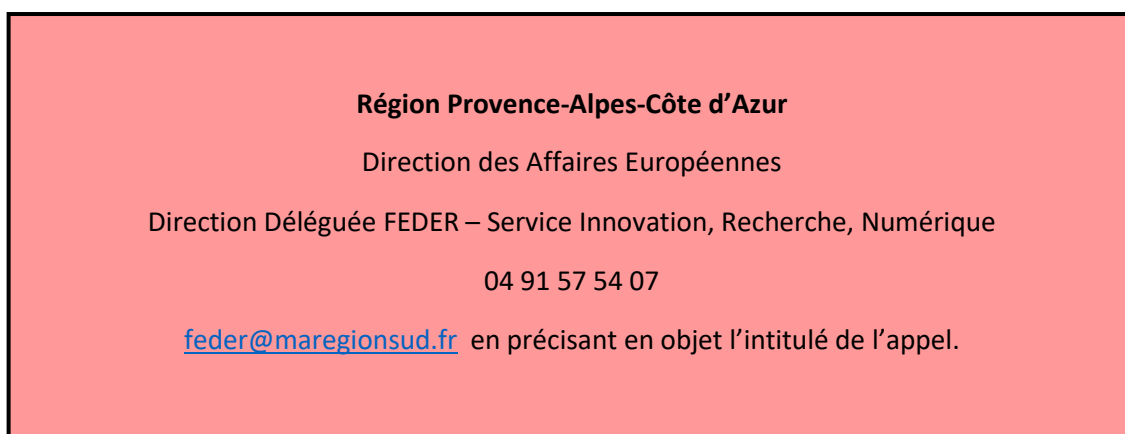 Région Provence-Alpes-Côte d’Azur
Direction des Affaires Européennes
Direction Déléguée FEDER – Service Innovation, Recherche, Numérique
04 91 57 54 07
feder@maregionsud.fr en précisant en objet l’intitulé de l’appel.